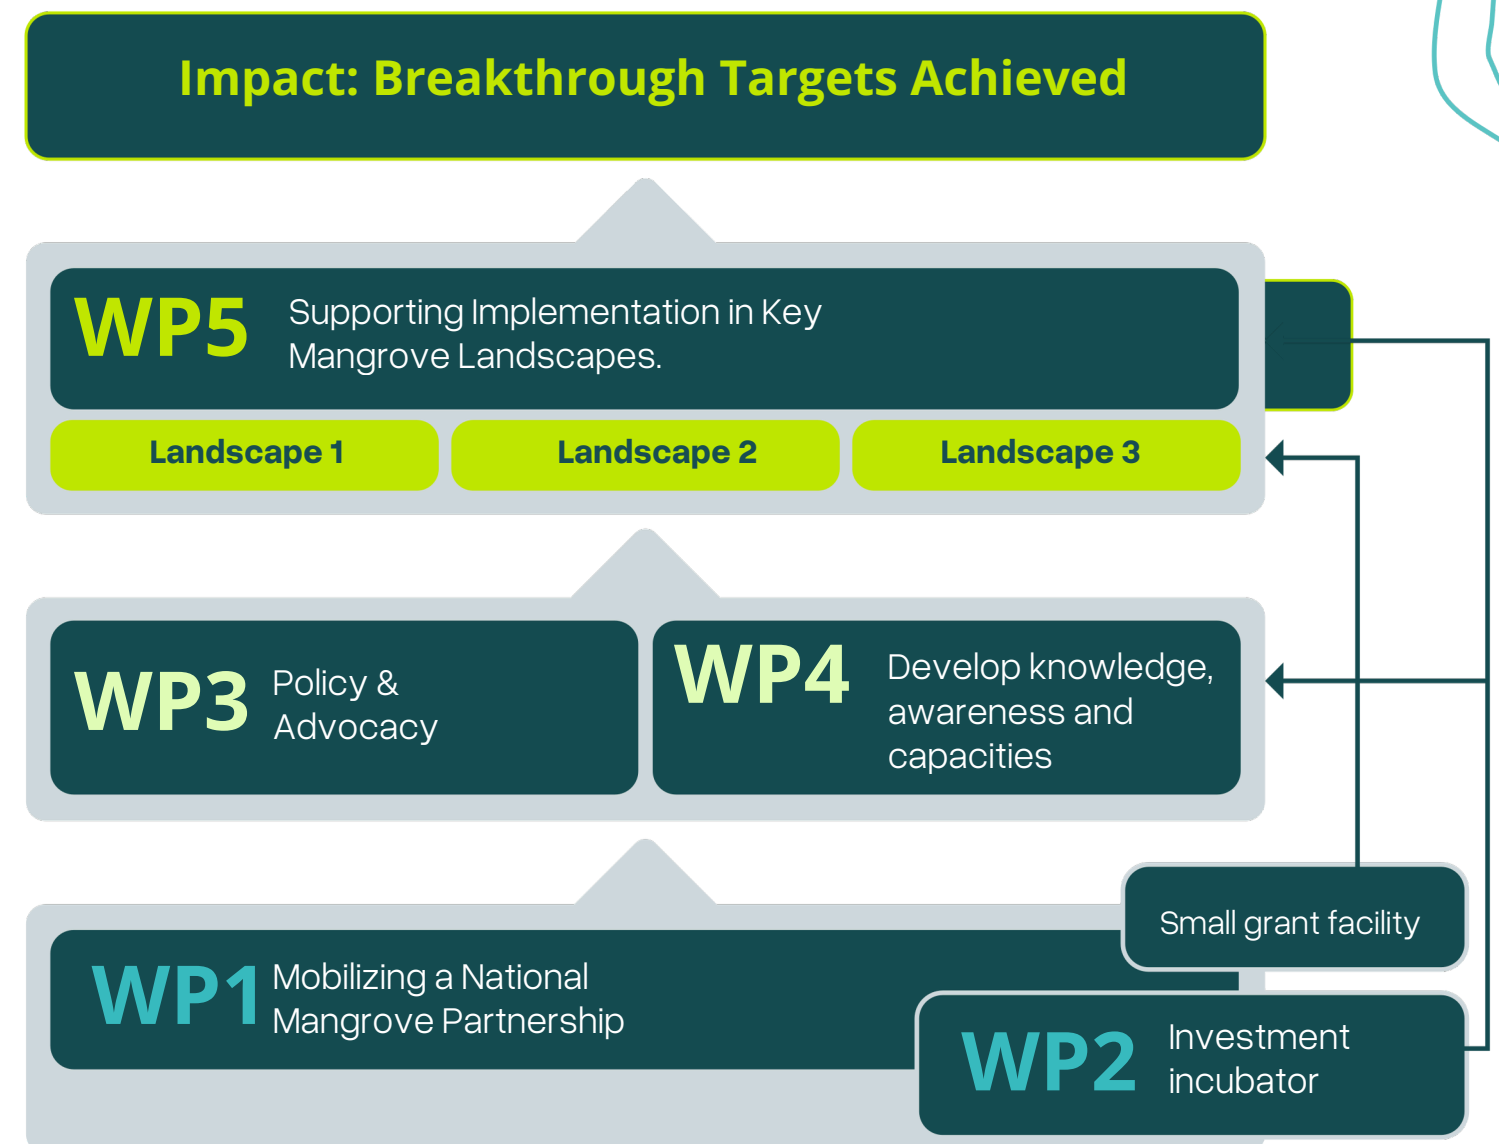 Impact: Breakthrough Targets Achieved
WP5
Supporting Implementation in Key
Mangrove Landscapes.
Landscape 1
Landscape 2
Landscape 3
WP3
Policy &
Advocacy
WP4
Develop knowledge,
awareness and
capacities
Small grant facility
WP1
Mobilizing a National
Mangrove Partnership
WP2
Investment
incubator